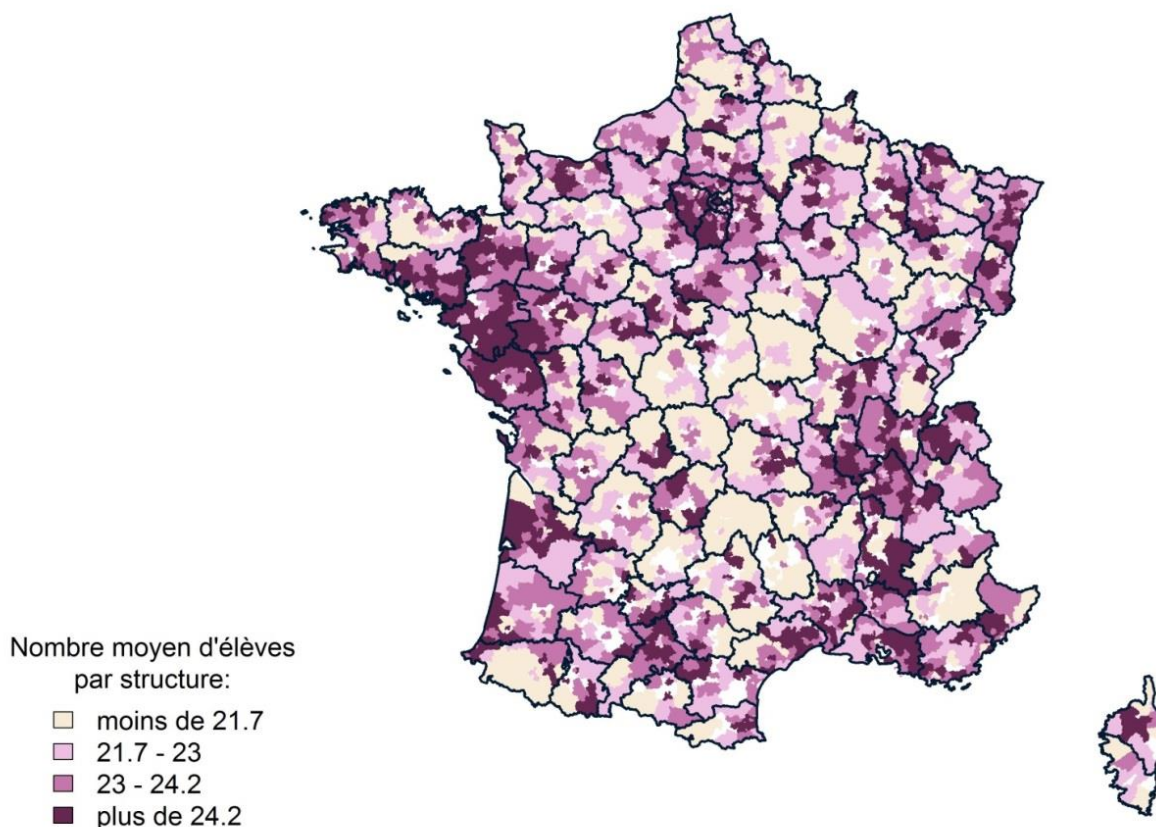 Nombre moyen d'élèves
par structure:
moins de 21.7
21.7 - 23
23 - 24.2
plus de 24.2